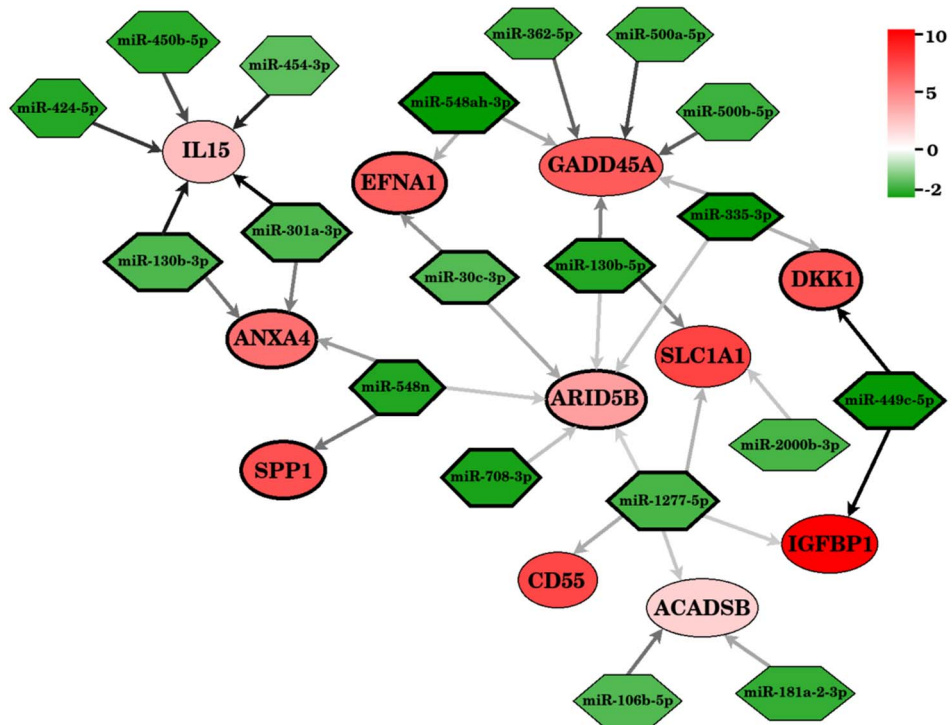 miR-450b-5p
miR-454-3p
miR-424-5p
IL15
miR-362-5p
miR-500a-5p
miR-548ah-3p
miR-500b-5p
EFNA1
GADD45A
miR-301a-3p
miR-130b-3p
miR-335-3p
miR-30c-3p
miR-130b-5p
DKK1
ANXA4
SLC1A1
miR-548n
ARID5B
miR-449c-5p
miR-2000b-3p
SPP1
miR-708-3p
miR-1277-5p
IGFBP1
CD55
ACADSB
miR-106b-5p
miR-181a-2-3p
10
5
0
-2